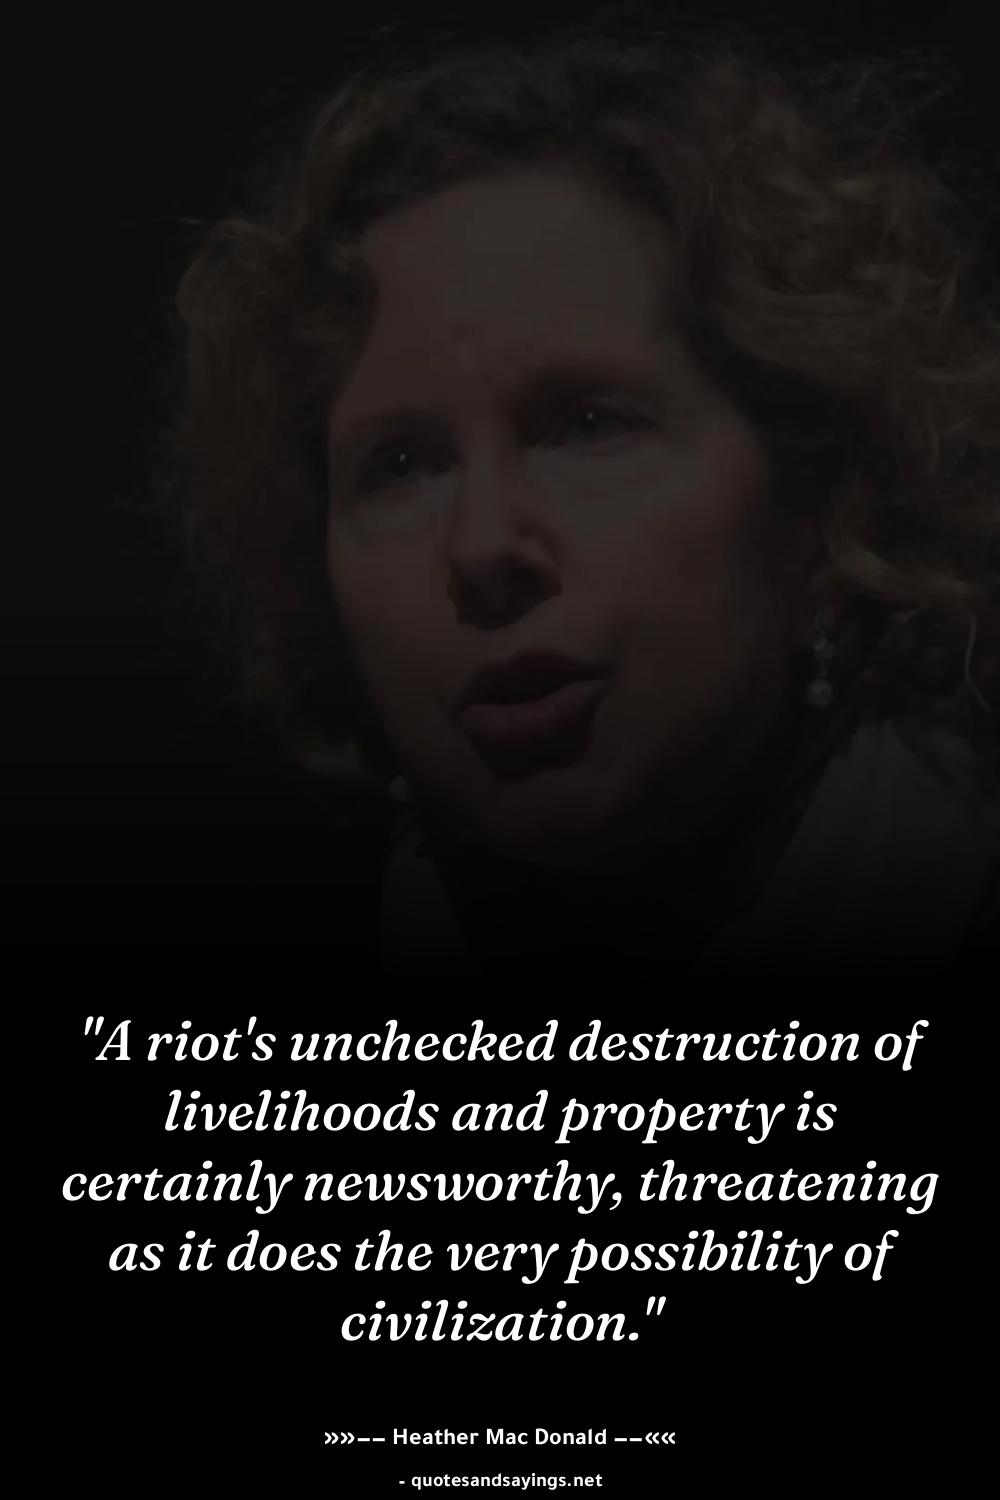 "A riot's unchecked destruction of
livelihoods and property is
certainly newsworthy, threatening
as it does the very possibility of
civilization."
»»–– Heather Mac Donald ––««
- quotesandsayings.net